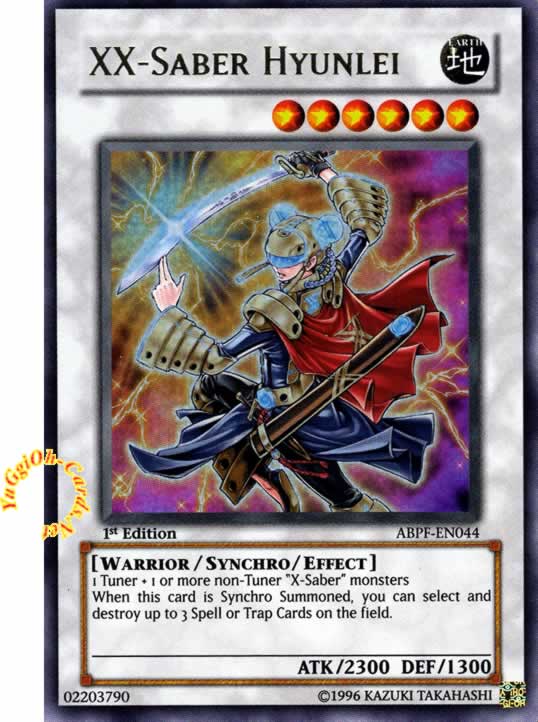 XX-SABER HYUNLEI
EARTH
地
YuGgiOh-Cards.Net
1st Edition
ABPF-EN044
[WARRIOR/SYNCHRO/EFFECT]
1 Tuner + 1 or more non-Tuner "X-Saber" monsters
When this card is Synchro Summoned, you can select and
destroy up to 3 Spell or Trap Cards on the field.
ATK/2300 DEF/1300
02203790
©1996 KAZUKI TAKAHASHI